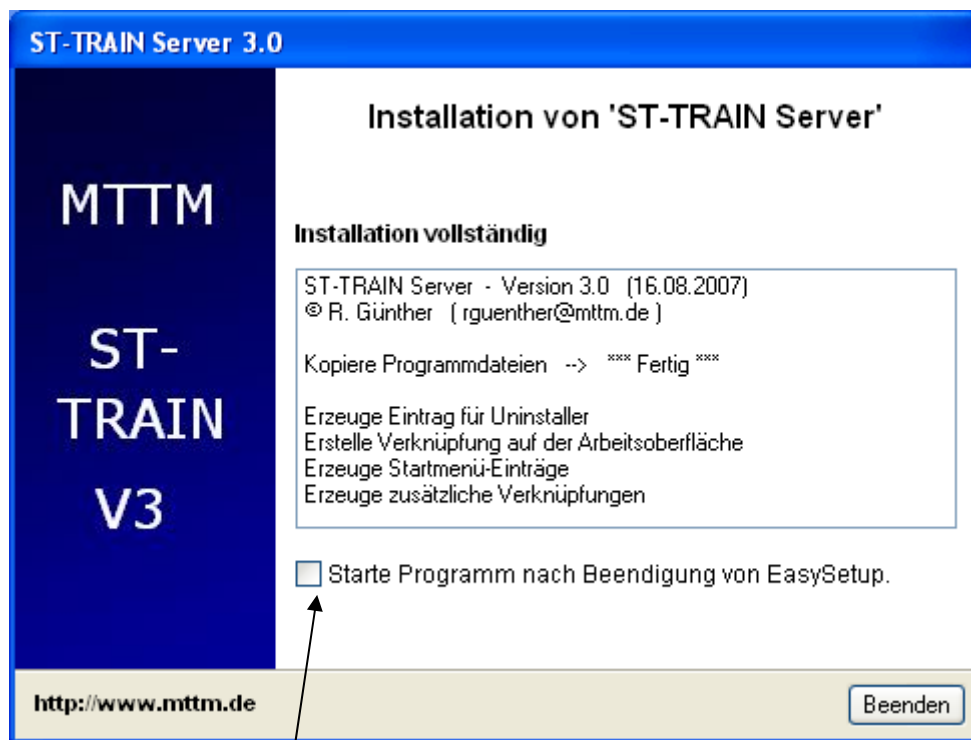 ST-TRAIN Server 3.0
MTTM
ST-
TRAIN
V3
Installation von 'ST-TRAIN Server'
Installation vollständig
ST-TRAIN Server - Version 3.0 (16.08.2007)
© R. Günther ( rguenther@mttm.de )
Kopiere Programmdateien --> *** Fertig ***
Erzeuge Eintrag für Uninstaller
Erstelle Verknüpfung auf der Arbeitsoberfläche
Erzeuge Startmenü-Einträge
Erzeuge zusätzliche Verknüpfungen
Starte Programm nach Beendigung von EasySetup.
http://www.mttm.de
Beenden